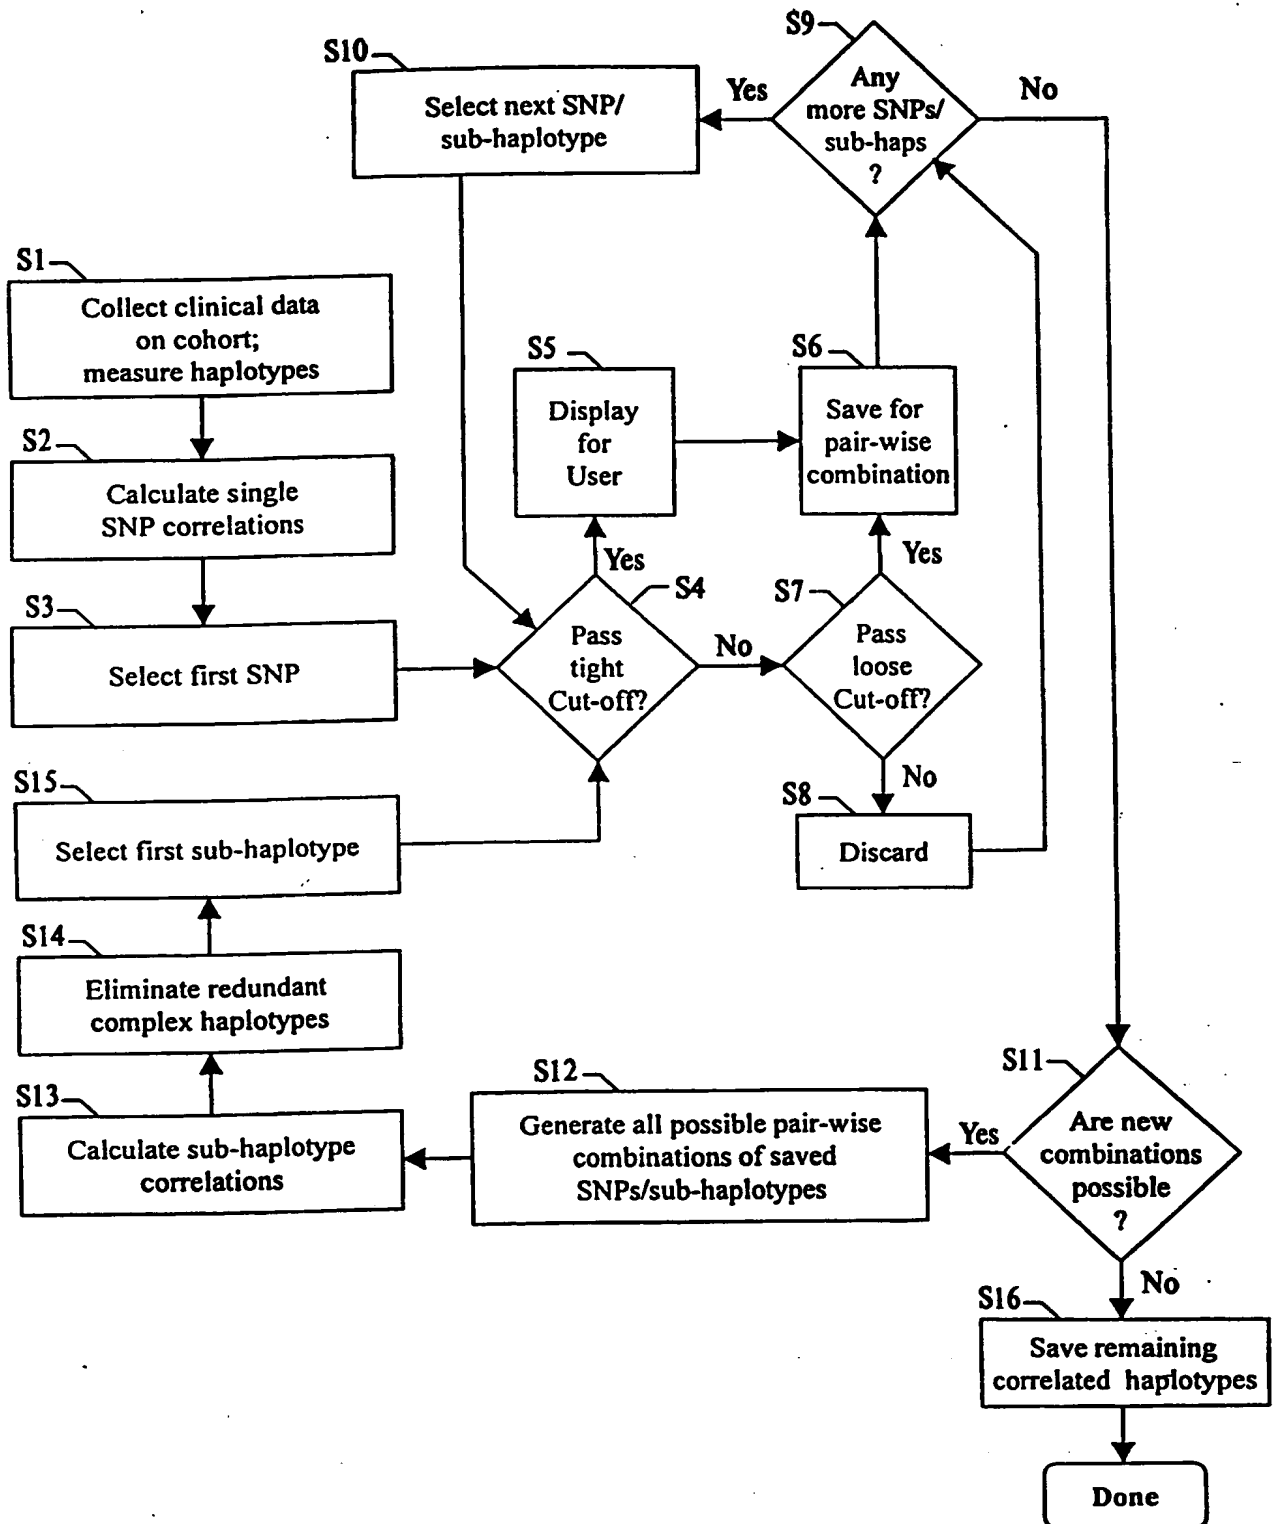 S9
S10
Any
more SNPs/
sub-haps
?
Yes
No
Select next SNP/
sub-haplotype
S1
Collect clinical data
on cohort;
measure haplotypes
S5
Display
for
User
S6
Save for
pair-wise
combination
S2
Calculate single
SNP correlations
Yes
Yes
S3
Select first SNP
S4
Pass
tight
Cut-off?
No
S7
Pass
loose
Cut-off?
No
S15
Select first sub-haplotype
S8
Discard
S14
Eliminate redundant
complex haplotypes
S13
Calculate sub-haplotype
correlations
S12
Generate all possible pair-wise
combinations of saved
SNPs/sub-haplotypes
Yes
S11
Are new
combinations
possible
?
No
S16
Save remaining
correlated haplotypes
Done